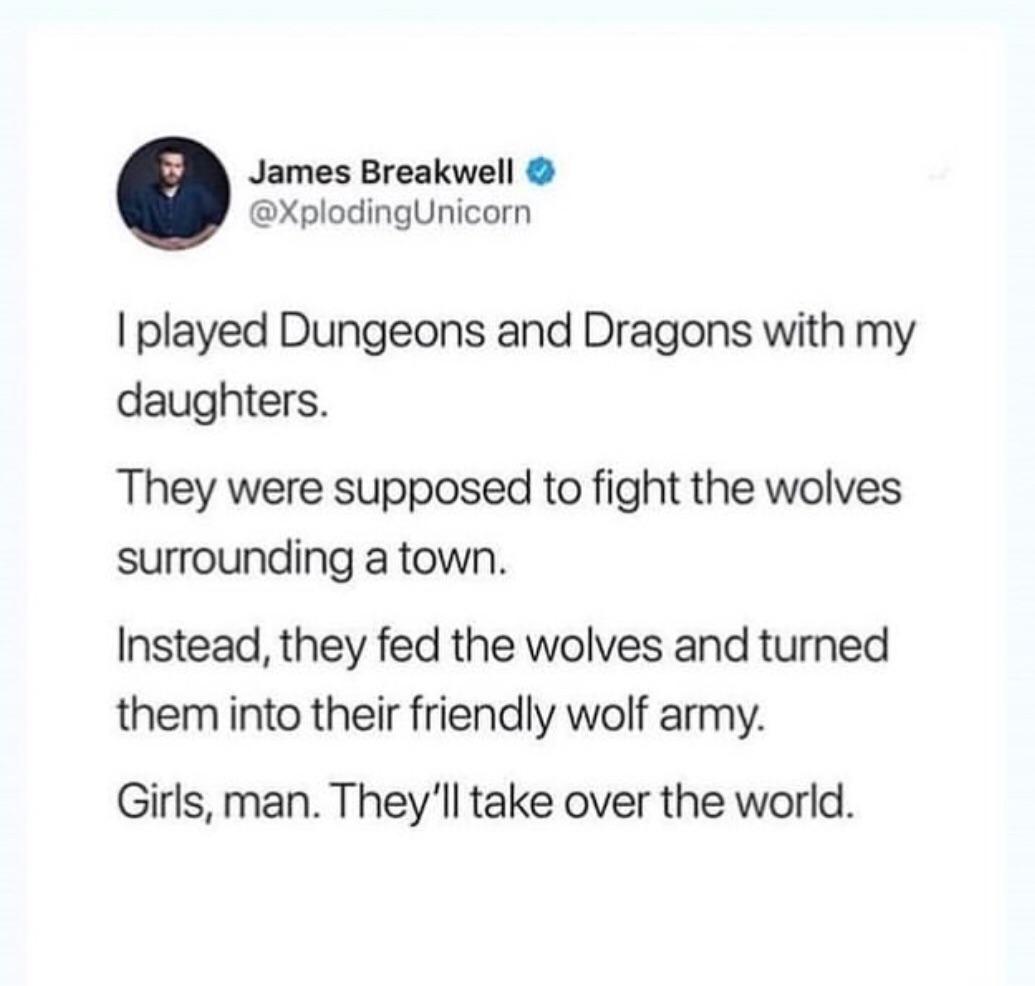 James Breakwell
@XplodingUnicorn
I played Dungeons and Dragons with my
daughters.
They were supposed to fight the wolves
surrounding a town.
Instead, they fed the wolves and turned
them into their friendly wolf army.
Girls, man. They'll take over the world.